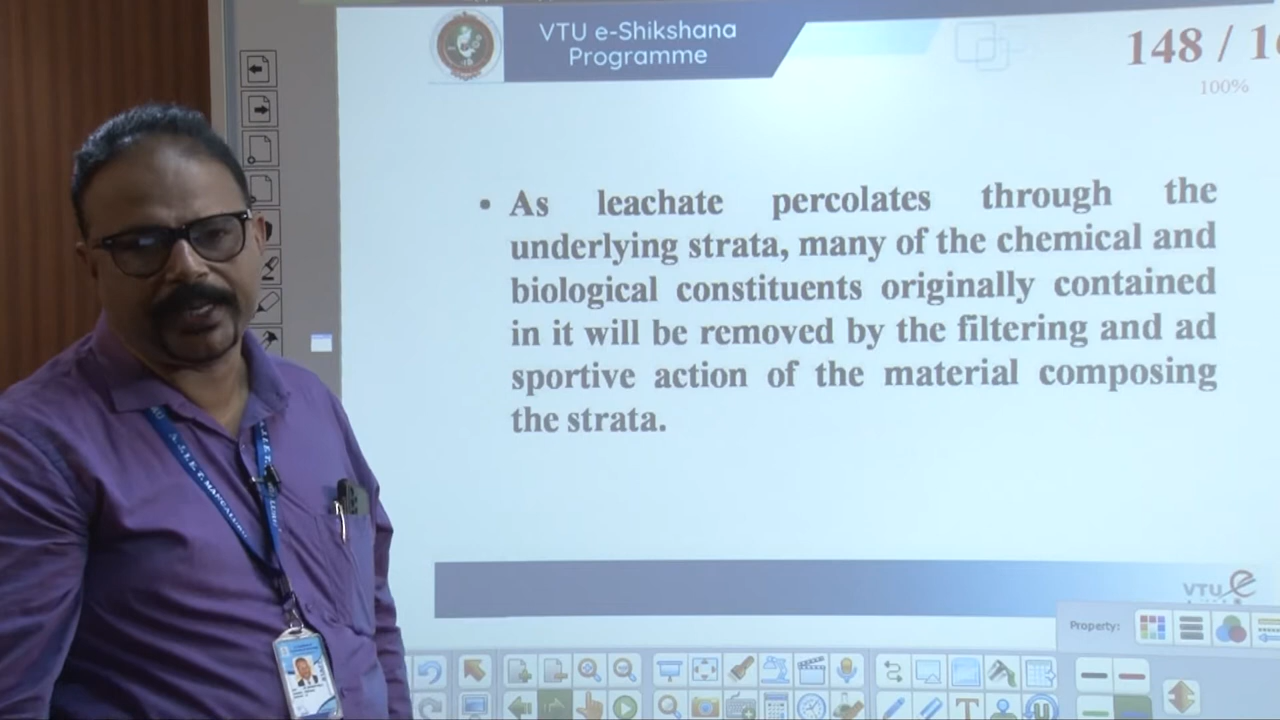 VTU e-Shikshana
Programme
148 / 16
100%
• As leachate percolates through the
underlying strata, many of the chemical and
biological constituents originally contained
in it will be removed by the filtering and ad
sportive action of the material composing
the strata.
A.J.I.E.T. MANGALURU
VTU e
Property: